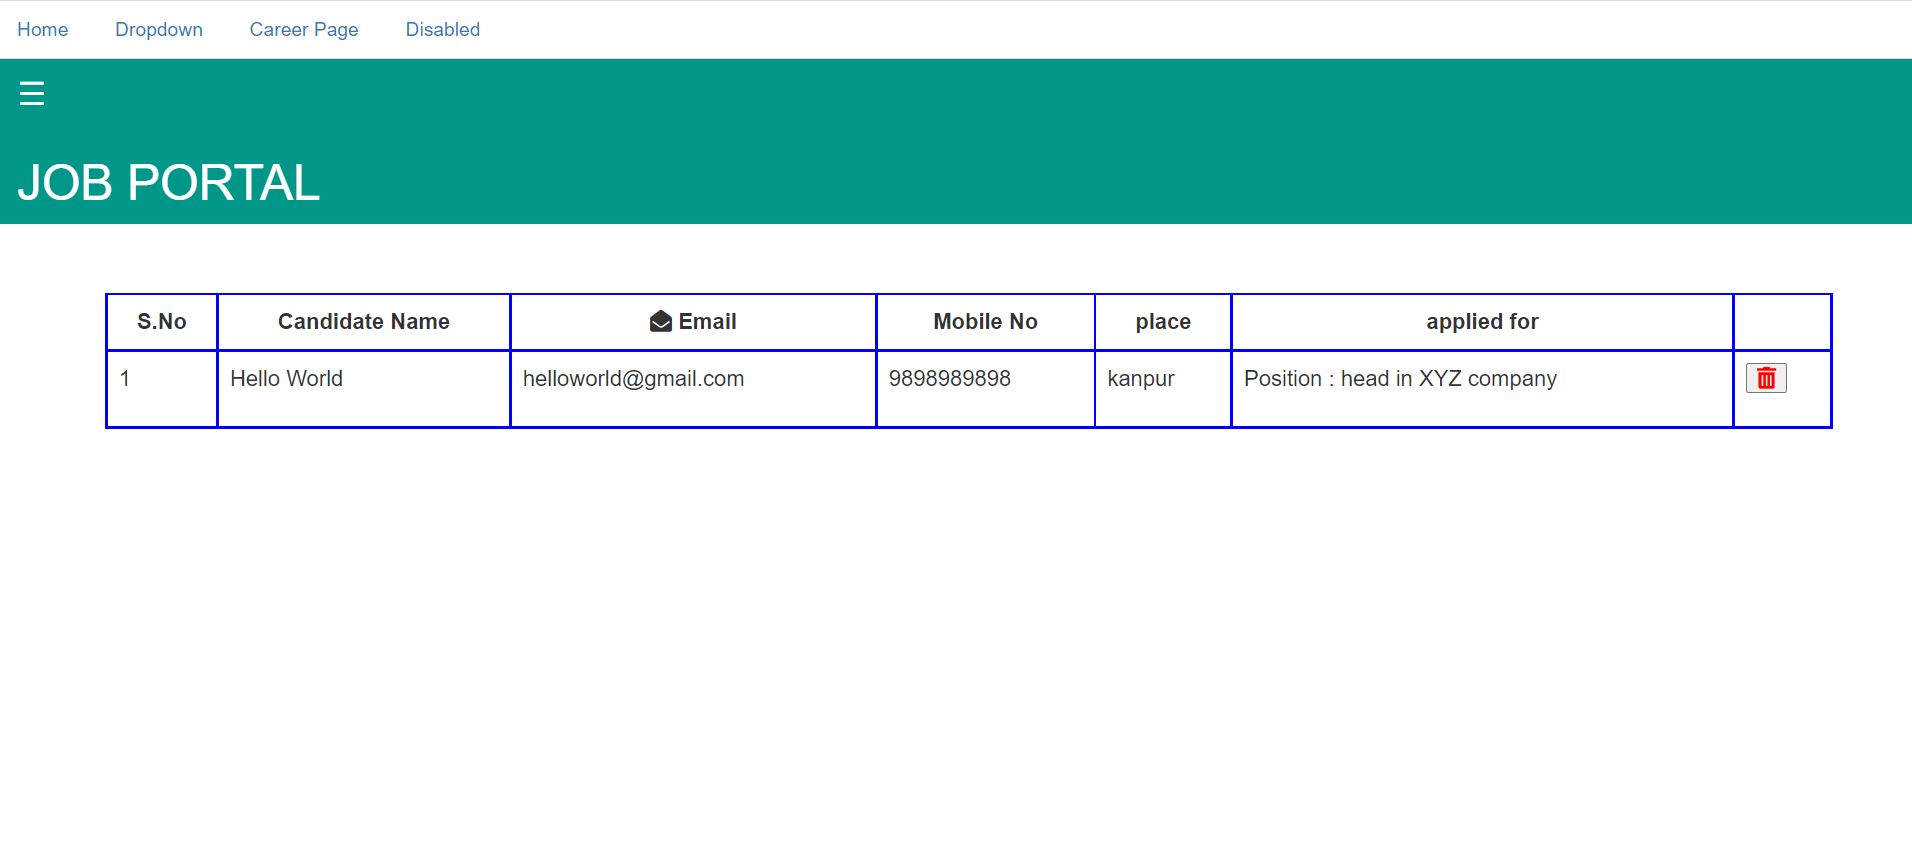 Home Dropdown Career Page Disabled
☰
JOB PORTAL
S.No Candidate Name Email Mobile No place applied for
1 Hello World helloworld@gmail.com 9898989898 kanpur Position : head in XYZ company